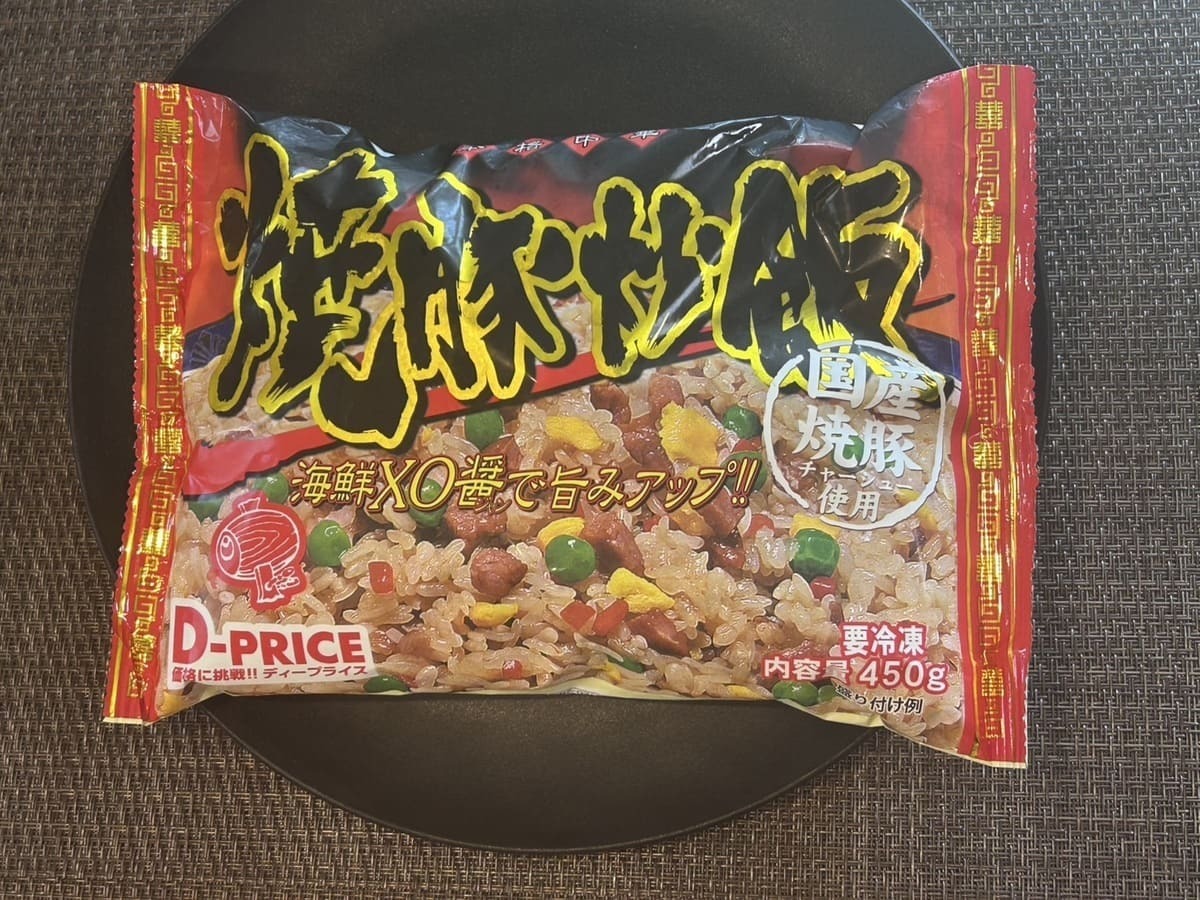 本格中華
焼豚炒飯
国産
焼豚
チャーシュー
使用
海鮮XO醤で旨みアップ!!
D-PRICE
価格に挑戦!! ディープライス
要冷凍
内容量 450g
盛り付け例